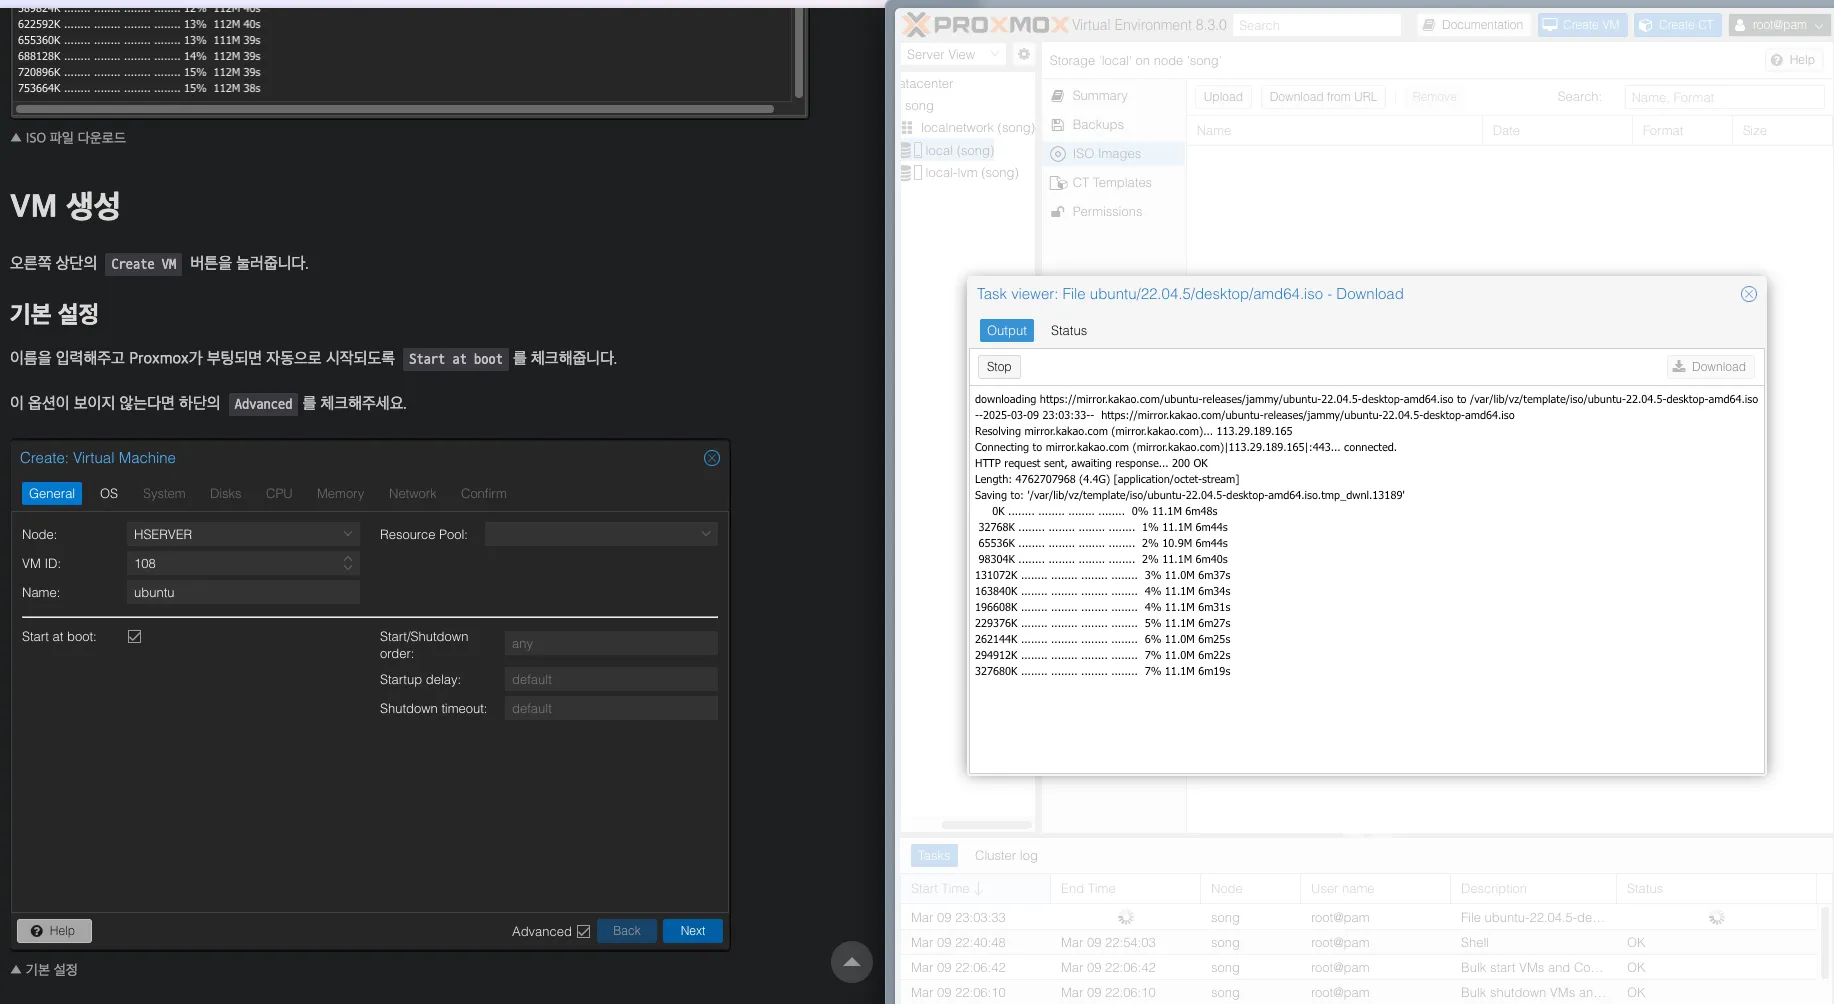 589824K ........ ........ ........ ........ 12% 112M 40s
622592K ........ ........ ........ ........ 13% 112M 40s
655360K ........ ........ ........ ........ 13% 111M 39s
688128K ........ ........ ........ ........ 14% 112M 39s
720896K ........ ........ ........ ........ 15% 112M 39s
753664K ........ ........ ........ ........ 15% 112M 38s
▲ ISO 파일 다운로드
VM 생성
오른쪽 상단의 Create VM 버튼을 눌러줍니다.
기본 설정
이름을 입력해주고 Proxmox가 부팅되면 자동으로 시작되도록 Start at boot 를 체크해줍니다.
이 옵션이 보이지 않는다면 하단의 Advanced 를 체크해주세요.
Create: Virtual Machine
General OS System Disks CPU Memory Network Confirm
Node: HSERVER Resource Pool:
VM ID: 108
Name: ubuntu
Start at boot: Start/Shutdown order: any
Startup delay: default
Shutdown timeout: default
Help Advanced Back Next
▲ 기본 설정
PROXMOX Virtual Environment 8.3.0 Search Documentation Create VM Create CT root@pam
Server View
atacenter
song
localnetwork (song)
local (song)
local-lvm (song)
Storage 'local' on node 'song' Help
Summary
Backups
ISO Images
CT Templates
Permissions
Upload Download from URL Remove Search: Name, Format
Name Date Format Size
Task viewer: File ubuntu/22.04.5/desktop/amd64.iso - Download
Output Status
Stop Download
downloading https://mirror.kakao.com/ubuntu-releases/jammy/ubuntu-22.04.5-desktop-amd64.iso to /var/lib/vz/template/iso/ubuntu-22.04.5-desktop-amd64.iso
--2025-03-09 23:03:33-- https://mirror.kakao.com/ubuntu-releases/jammy/ubuntu-22.04.5-desktop-amd64.iso
Resolving mirror.kakao.com (mirror.kakao.com)... 113.29.189.165
Connecting to mirror.kakao.com (mirror.kakao.com)|113.29.189.165|:443... connected.
HTTP request sent, awaiting response... 200 OK
Length: 4762707968 (4.4G) [application/octet-stream]
Saving to: '/var/lib/vz/template/iso/ubuntu-22.04.5-desktop-amd64.iso.tmp_dwnl.13189'
0K ........ ........ ........ ........ 0% 11.1M 6m48s
32768K ........ ........ ........ ........ 1% 11.1M 6m44s
65536K ........ ........ ........ ........ 2% 10.9M 6m44s
98304K ........ ........ ........ ........ 2% 11.1M 6m40s
131072K ........ ........ ........ ........ 3% 11.0M 6m37s
163840K ........ ........ ........ ........ 4% 11.1M 6m34s
196608K ........ ........ ........ ........ 4% 11.1M 6m31s
229376K ........ ........ ........ ........ 5% 11.1M 6m27s
262144K ........ ........ ........ ........ 6% 11.0M 6m25s
294912K ........ ........ ........ ........ 7% 11.0M 6m22s
327680K ........ ........ ........ ........ 7% 11.1M 6m19s
Tasks Cluster log
Start Time ↓ End Time Node User name Description Status
Mar 09 23:03:33 song root@pam File ubuntu-22.04.5-de...
Mar 09 22:40:48 Mar 09 22:54:03 song root@pam Shell OK
Mar 09 22:06:42 Mar 09 22:06:42 song root@pam Bulk start VMs and Co... OK
Mar 09 22:06:10 Mar 09 22:06:10 song root@pam Bulk shutdown VMs an... OK